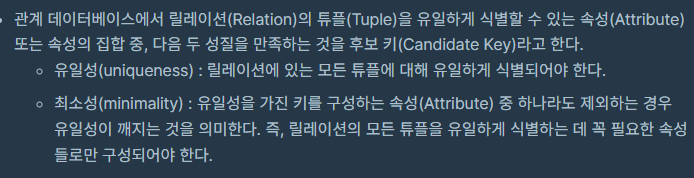 • 관계 데이터베이스에서 릴레이션(Relation)의 튜플(Tuple)을 유일하게 식별할 수 있는 속성(Attribute)
또는 속성의 집합 중, 다음 두 성질을 만족하는 것을 후보 키(Candidate Key)라고 한다.
◦ 유일성(uniqueness) : 릴레이션에 있는 모든 튜플에 대해 유일하게 식별되어야 한다.
◦ 최소성(minimality) : 유일성을 가진 키를 구성하는 속성(Attribute) 중 하나라도 제외하는 경우
유일성이 깨지는 것을 의미한다. 즉, 릴레이션의 모든 튜플을 유일하게 식별하는 데 꼭 필요한 속성
들로만 구성되어야 한다.